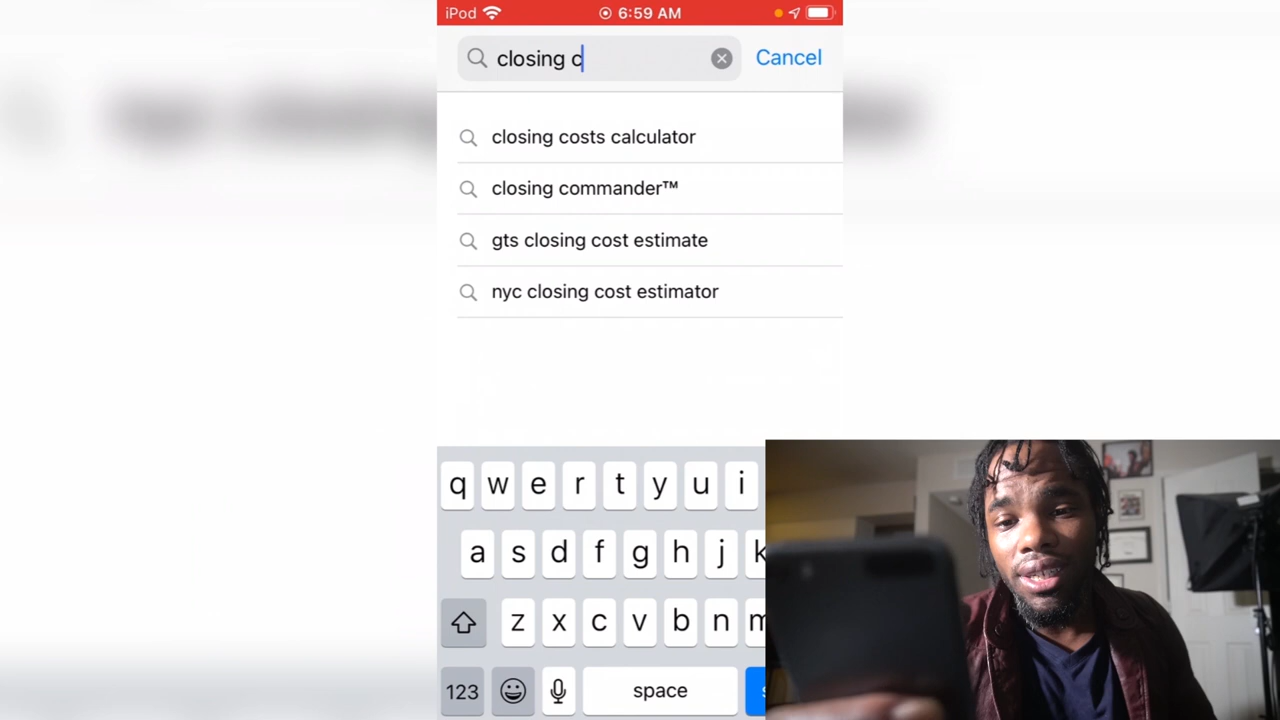 iPod 6:59 AM
closing c Cancel
closing costs calculator
closing commander™
gts closing cost estimate
nyc closing cost estimator
q w e r t y u i
a s d f g h j k
z x c v b n m
123 space